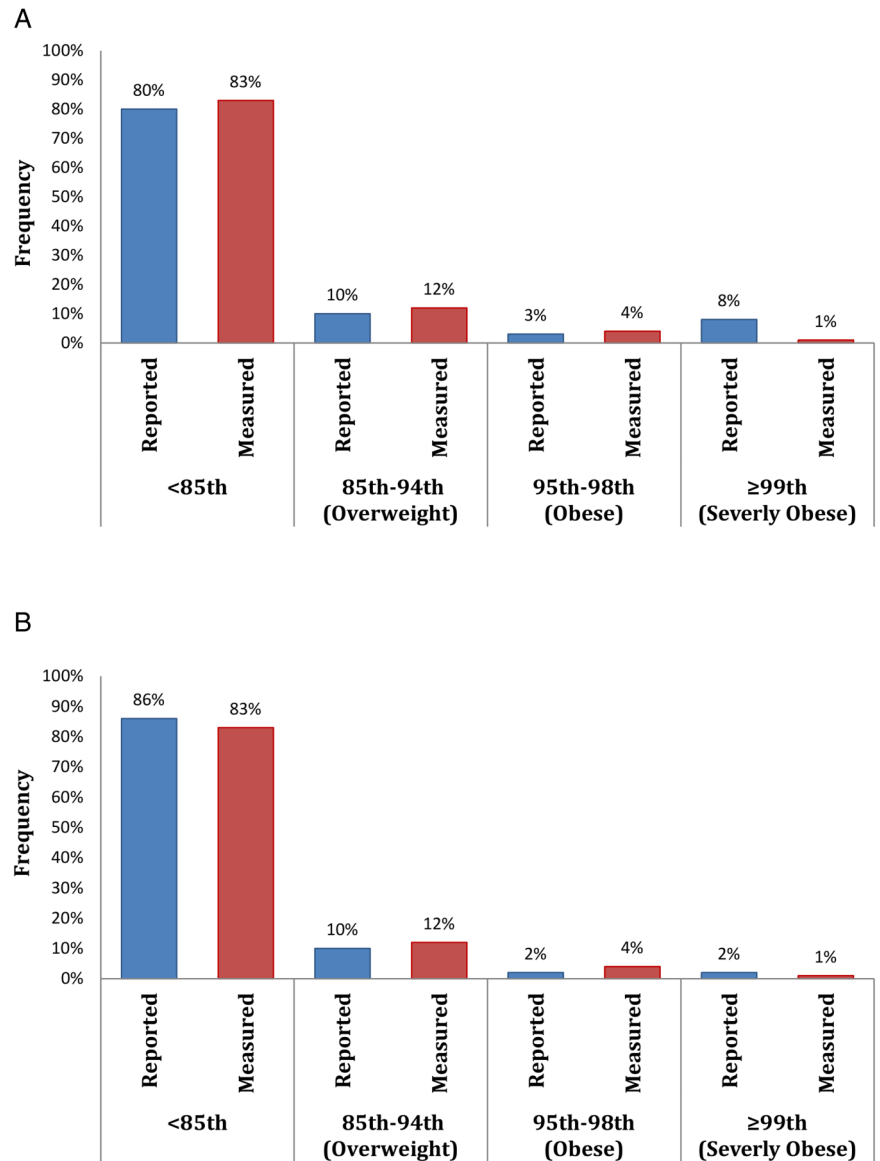 A
100%
90%
80%
70%
60%
50%
40%
30%
20%
10%
0%
Frequency
80%
83%
10%
12%
3%
4%
8%
1%
Reported
Measured
Reported
Measured
Reported
Measured
Reported
Measured
<85th
85th-94th
(Overweight)
95th-98th
(Obese)
≥99th
(Severly Obese)
B
100%
90%
80%
70%
60%
50%
40%
30%
20%
10%
0%
Frequency
86%
83%
10%
12%
2%
4%
2%
1%
Reported
Measured
Reported
Measured
Reported
Measured
Reported
Measured
<85th
85th-94th
(Overweight)
95th-98th
(Obese)
≥99th
(Severly Obese)